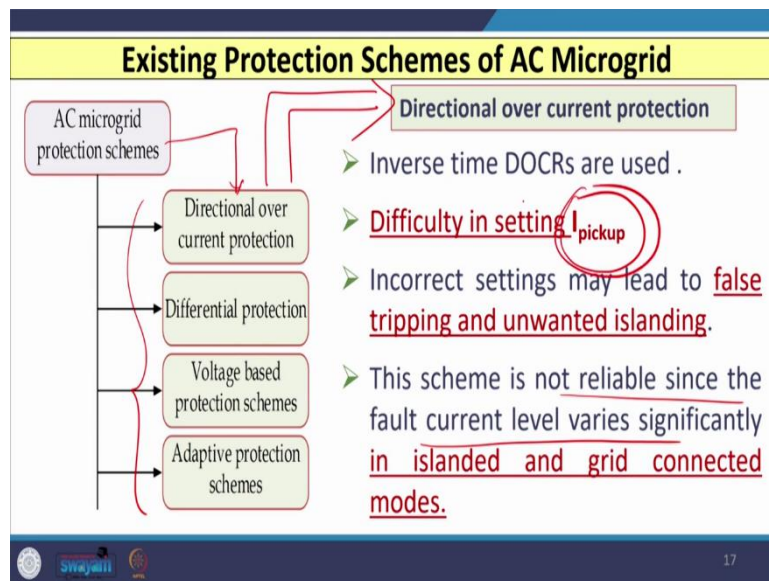 Existing Protection Schemes of AC Microgrid
AC microgrid
protection schemes
Directional over
current protection
Differential protection
Voltage based
protection schemes
Adaptive protection
schemes
Directional over current protection
Inverse time DOCRs are used .
Difficulty in setting Ipickup
Incorrect settings may lead to false
tripping and unwanted islanding.
This scheme is not reliable since the
fault current level varies significantly
in islanded and grid connected
modes.
swayam
17